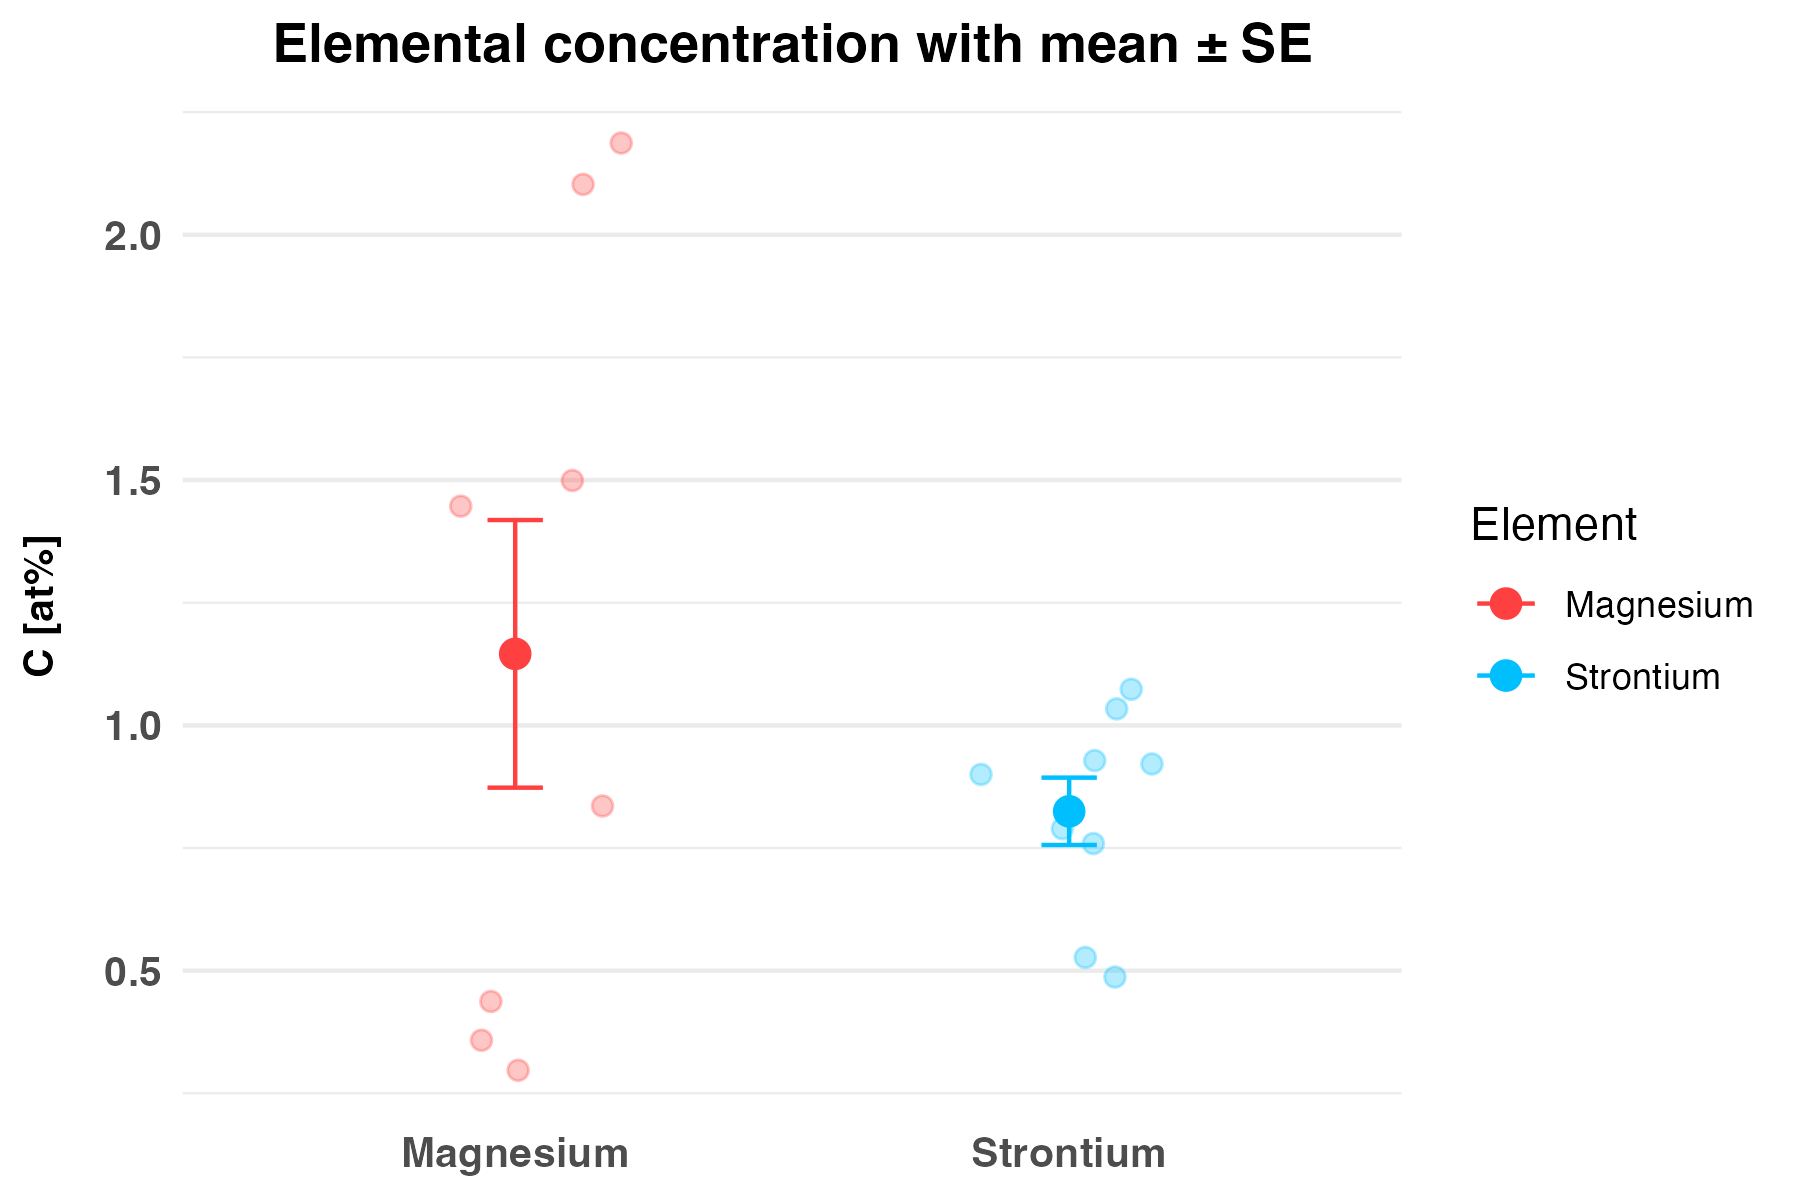 Elemental concentration with mean ± SE
C [at%]
2.0
1.5
1.0
0.5
Magnesium
Strontium
Element
Magnesium
Strontium